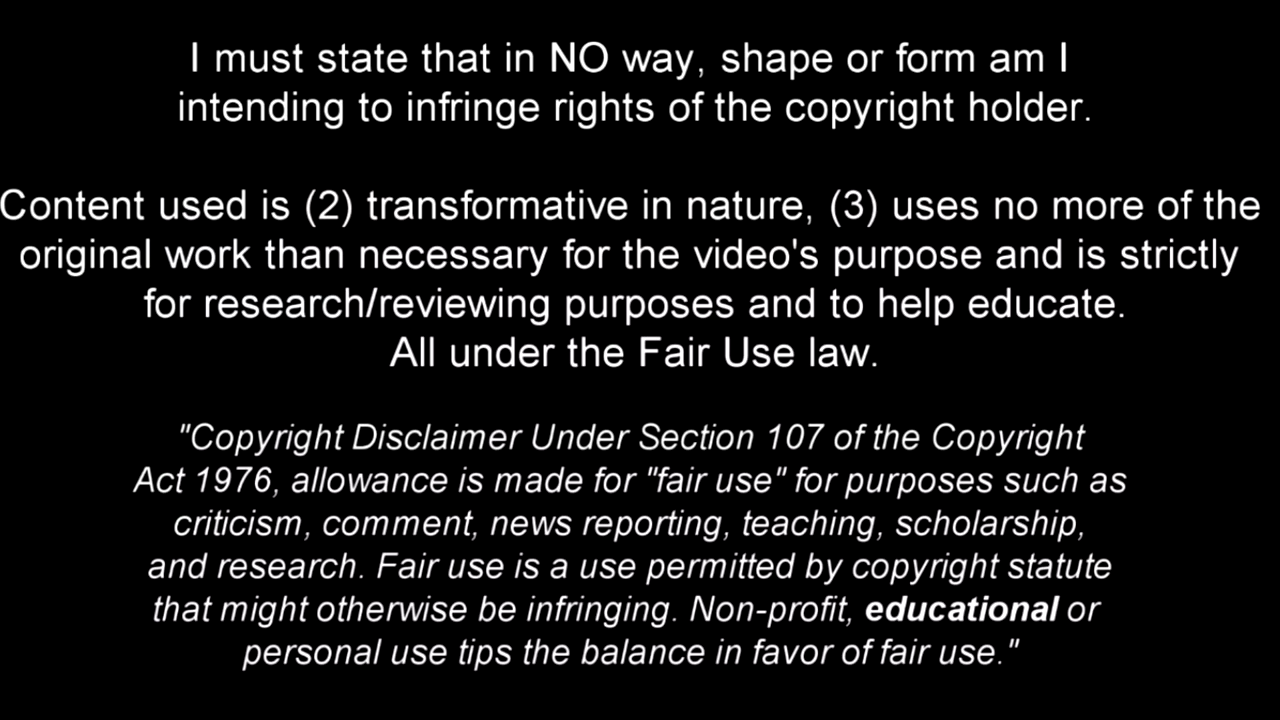 I must state that in NO way, shape or form am I
intending to infringe rights of the copyright holder.
Content used is (2) transformative in nature, (3) uses no more of the
original work than necessary for the video's purpose and is strictly
for research/reviewing purposes and to help educate.
All under the Fair Use law.
"Copyright Disclaimer Under Section 107 of the Copyright
Act 1976, allowance is made for "fair use" for purposes such as
criticism, comment, news reporting, teaching, scholarship,
and research. Fair use is a use permitted by copyright statute
that might otherwise be infringing. Non-profit, educational or
personal use tips the balance in favor of fair use."